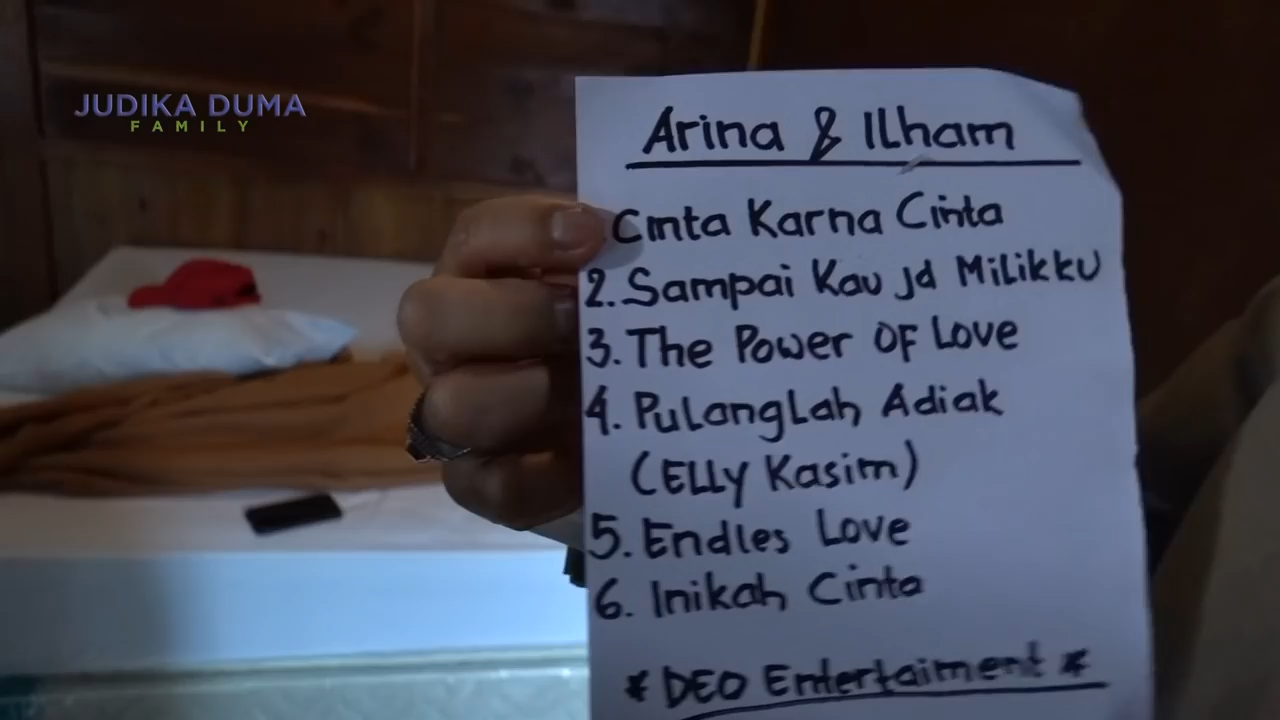 JUDIKA DUMA
FAMILY
Arina & ILham
Cinta Karna Cinta
2. Sampai Kau Jd MiLikku
3. The Power OF Love
4. PuLangLah Adiak
(ELLy Kasim)
5. Endles Love
6. Inikah Cinta
* DEO Entertaiment *